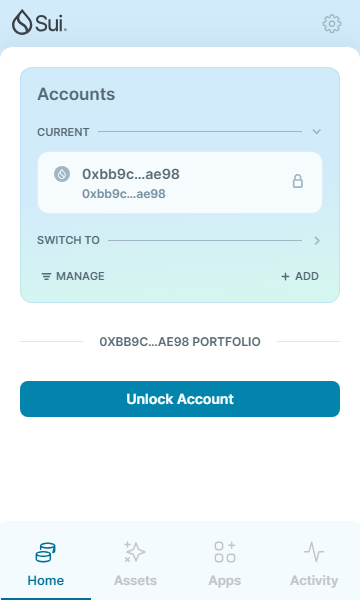 Sui
Accounts
CURRENT
0xbb9c...ae98
0xbb9c...ae98
SWITCH TO
MANAGE
ADD
0XBB9C...AE98 PORTFOLIO
Unlock Account
Home
Assets
Apps
Activity